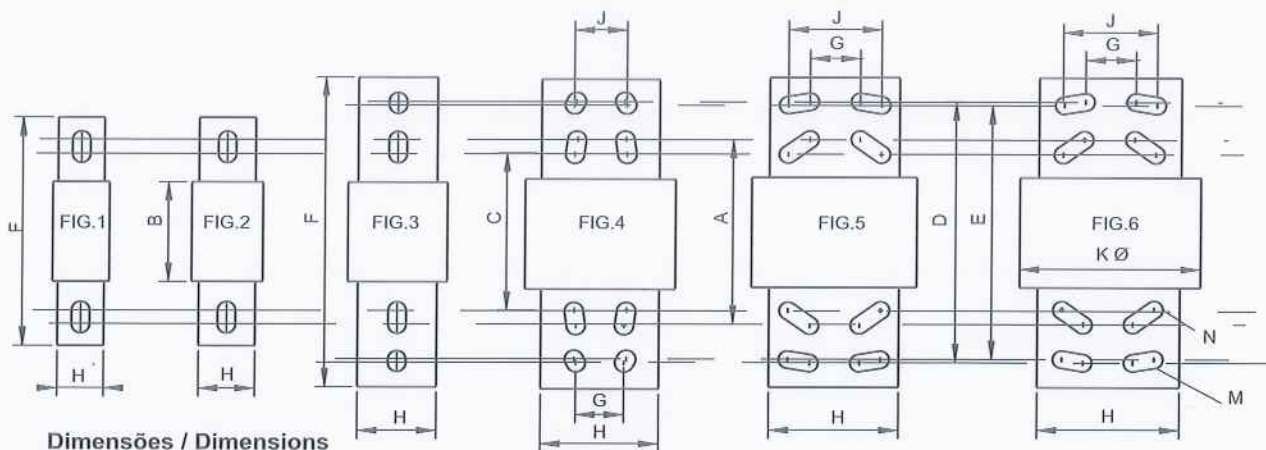 J
J
G
J
G
F
B
F
C
A
D
E
FIG.1
FIG.2
FIG.3
FIG.4
FIG.5
FIG.6
K Ø
N
M
G
H
H
H
H
H
H
Dimensões / Dimensions